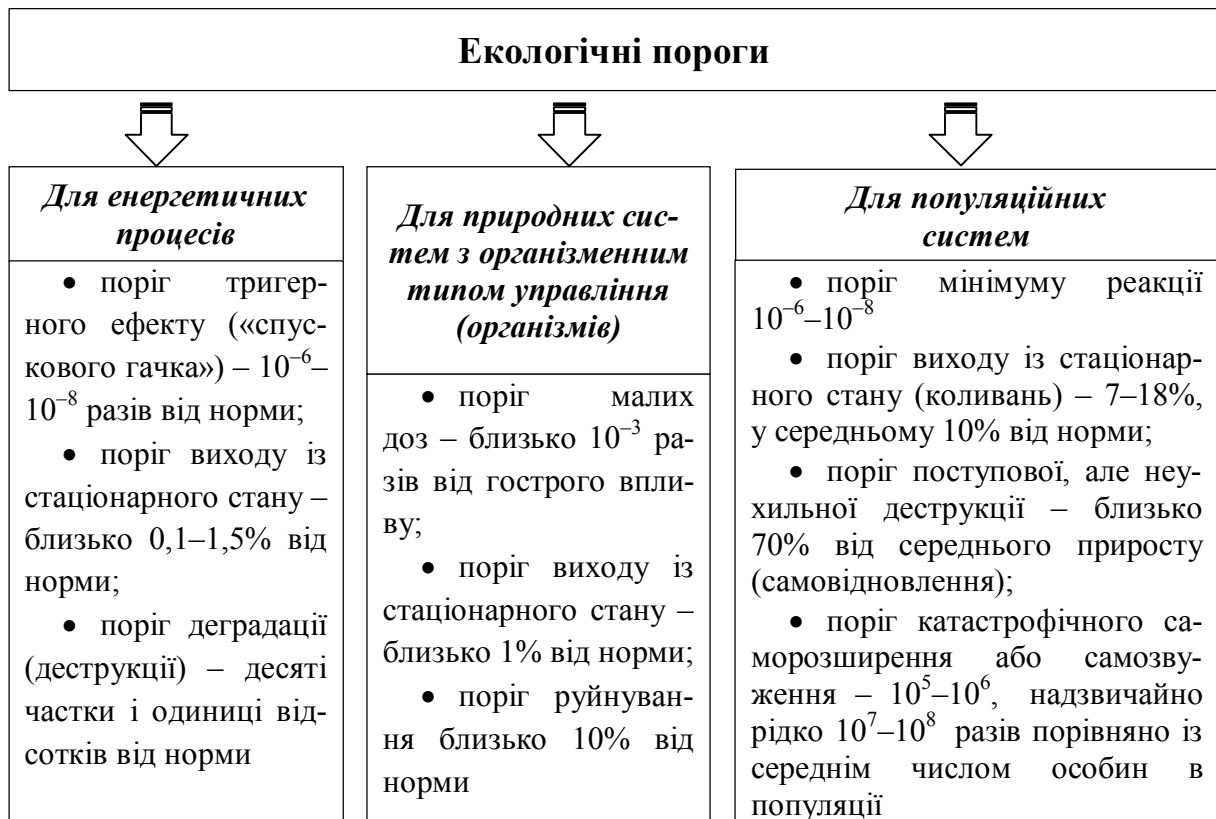 Екологічні пороги
Для енергетичних
процесів
• поріг тригер-
ного ефекту («спус-
кового гачка») – 10⁻⁶–
10⁻⁸ разів від норми;
• поріг виходу із
стаціонарного стану –
близько 0,1–1,5% від
норми;
• поріг деградації
(деструкції) – десяті
частки і одиниці від-
сотків від норми
Для природних сис-
тем з організменним
типом управління
(організмів)
• поріг малих
доз – близько 10⁻³ ра-
зів від гострого впли-
ву;
• поріг виходу із
стаціонарного стану –
близько 1% від норми;
• поріг руйнуван-
ня близько 10% від
норми
Для популяційних
систем
• поріг мінімуму реакції
10⁻⁶–10⁻⁸
• поріг виходу із стаціонар-
ного стану (коливань) – 7–18%,
у середньому 10% від норми;
• поріг поступової, але неу-
хильної деструкції – близько
70% від середнього приросту
(самовідновлення);
• поріг катастрофічного са-
морозширення або самозву-
ження – 10⁵–10⁶, надзвичайно
рідко 10⁷–10⁸ разів порівняно із
середнім числом особин в
популяції